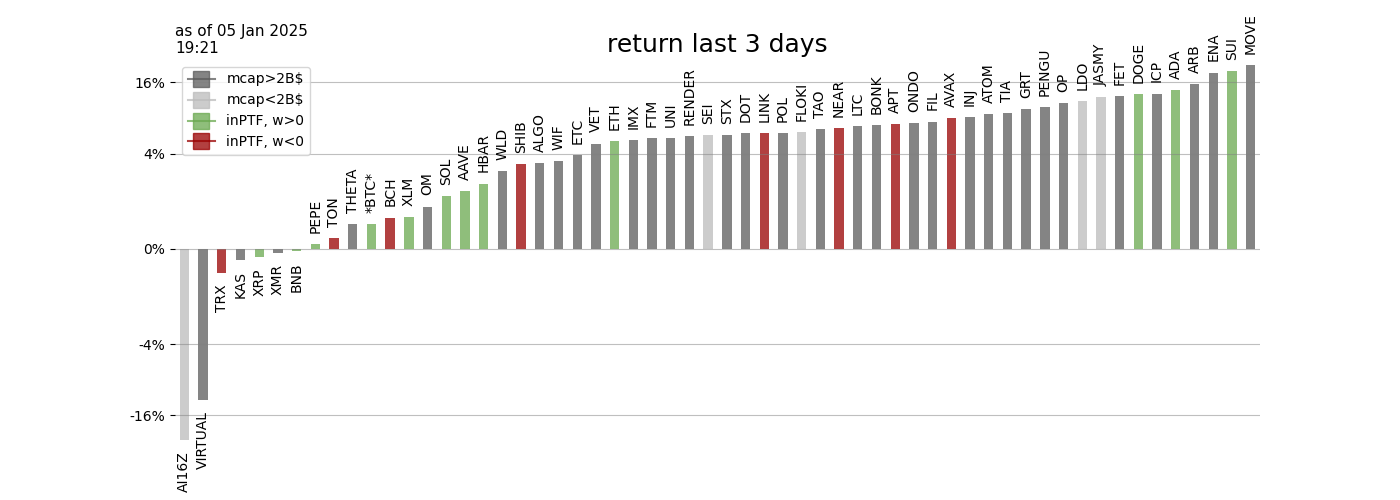 as of 05 Jan 2025
19:21
return last 3 days
mcap>2B$
mcap<2B$
inPTF, w>0
inPTF, w<0
16%
4%
0%
-4%
-16%
AI16Z
VIRTUAL
TRX
KAS
XRP
XMR
BNB
PEPE
TON
THETA
*BTC*
BCH
XLM
OM
SOL
AAVE
HBAR
WLD
SHIB
ALGO
WIF
ETC
VET
ETH
IMX
FTM
UNI
RENDER
SEI
STX
DOT
LINK
POL
FLOKI
TAO
NEAR
LTC
BONK
APT
ONDO
FIL
AVAX
INJ
ATOM
TIA
GRT
PENGU
OP
LDO
JASMY
FET
DOGE
ICP
ADA
ARB
ENA
SUI
MOVE